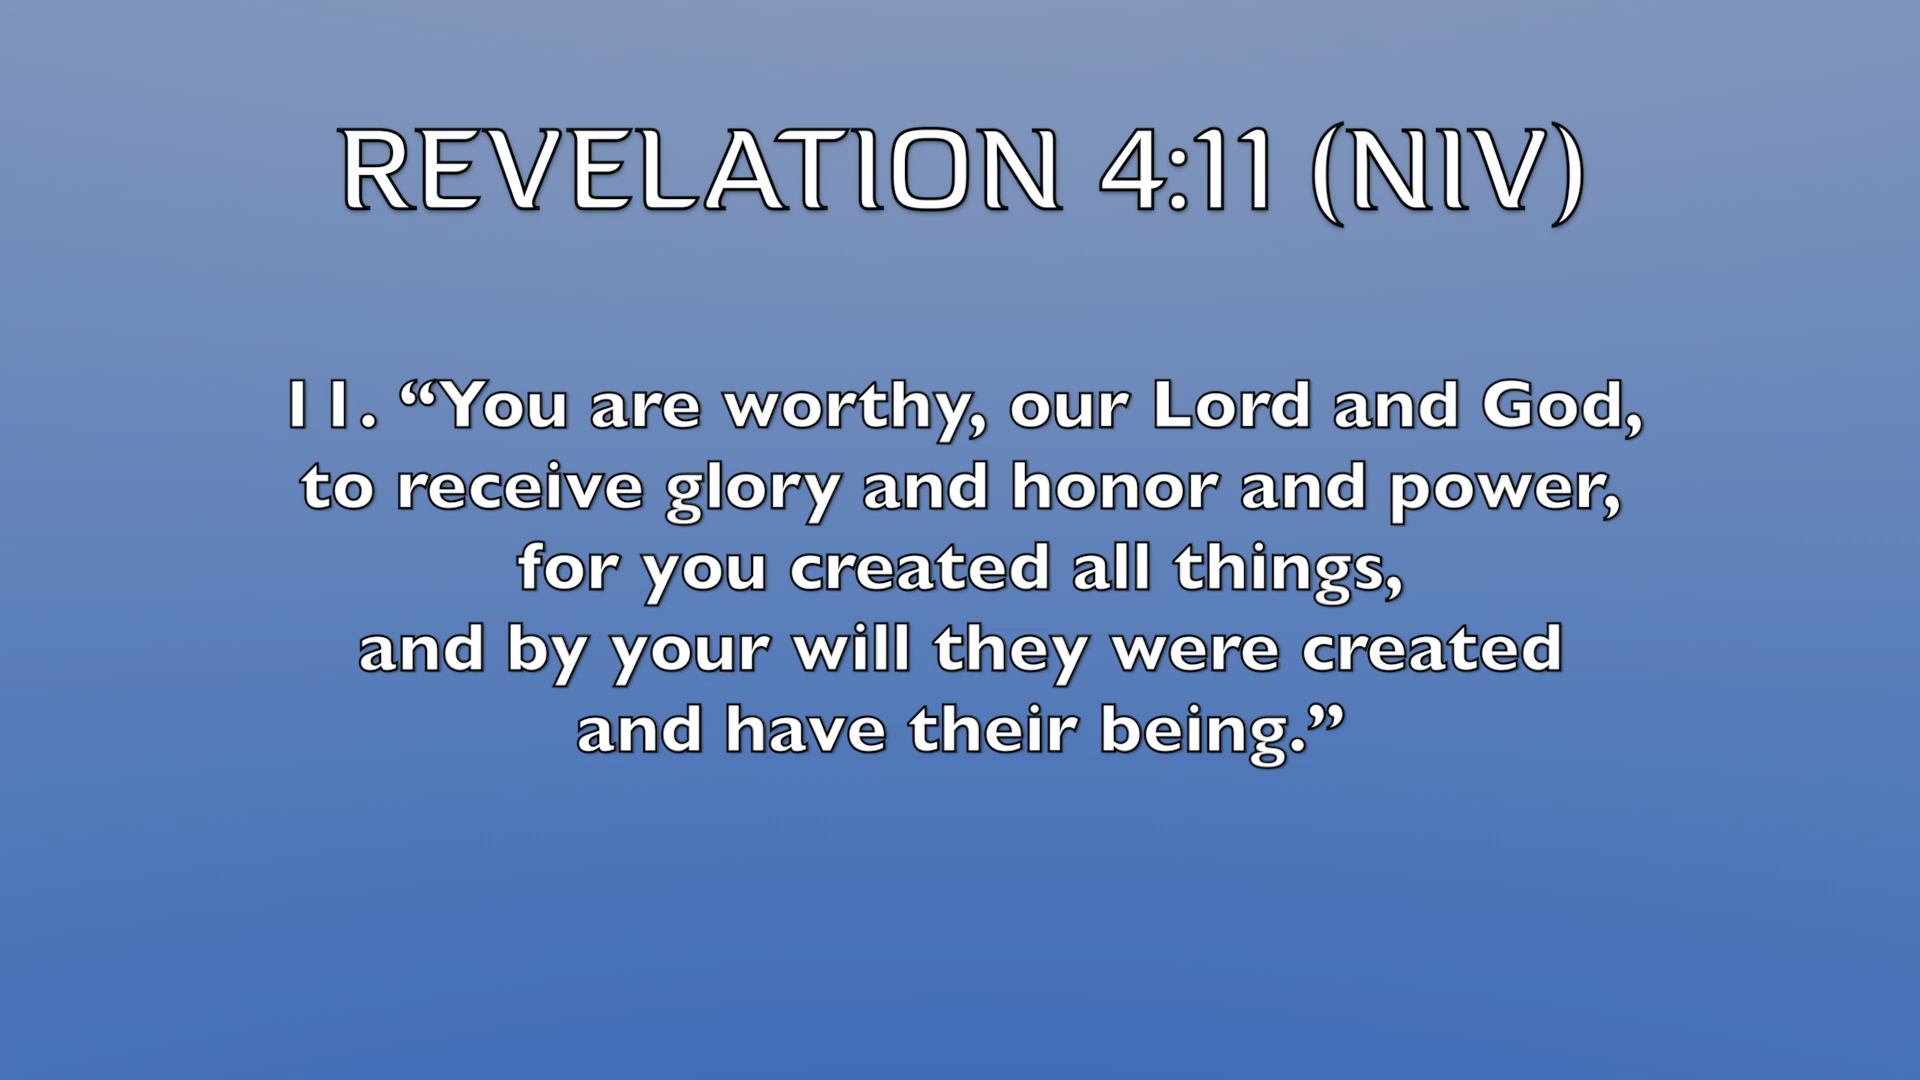 REVELATION 4:11 (NIV)
11. “You are worthy, our Lord and God,
to receive glory and honor and power,
for you created all things,
and by your will they were created
and have their being.”